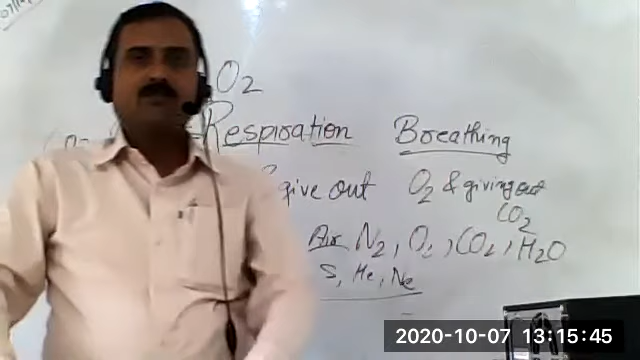 O2
CO2 Respiration Breathing
give out O2 & giving out
CO2
Air N2, O2, CO2, H2O
S, He, Ne
2020-10-07 13:15:45